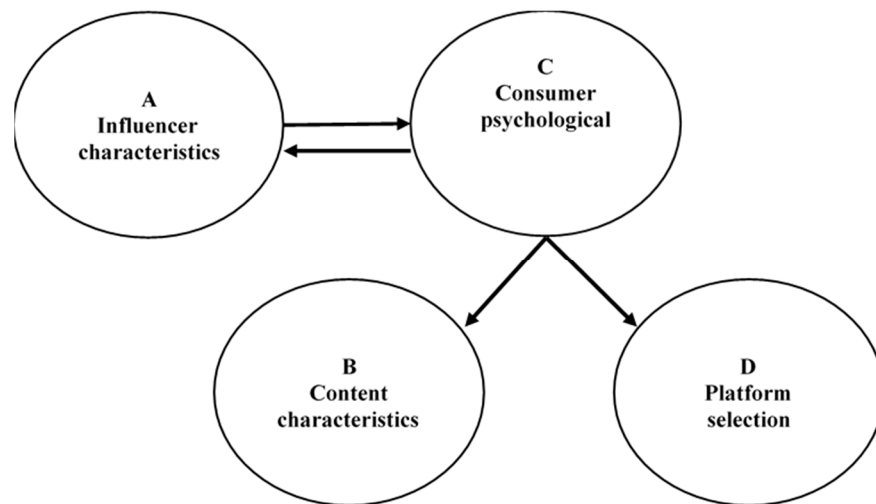 A
Influencer
characteristics
C
Consumer
psychological
B
Content
characteristics
D
Platform
selection